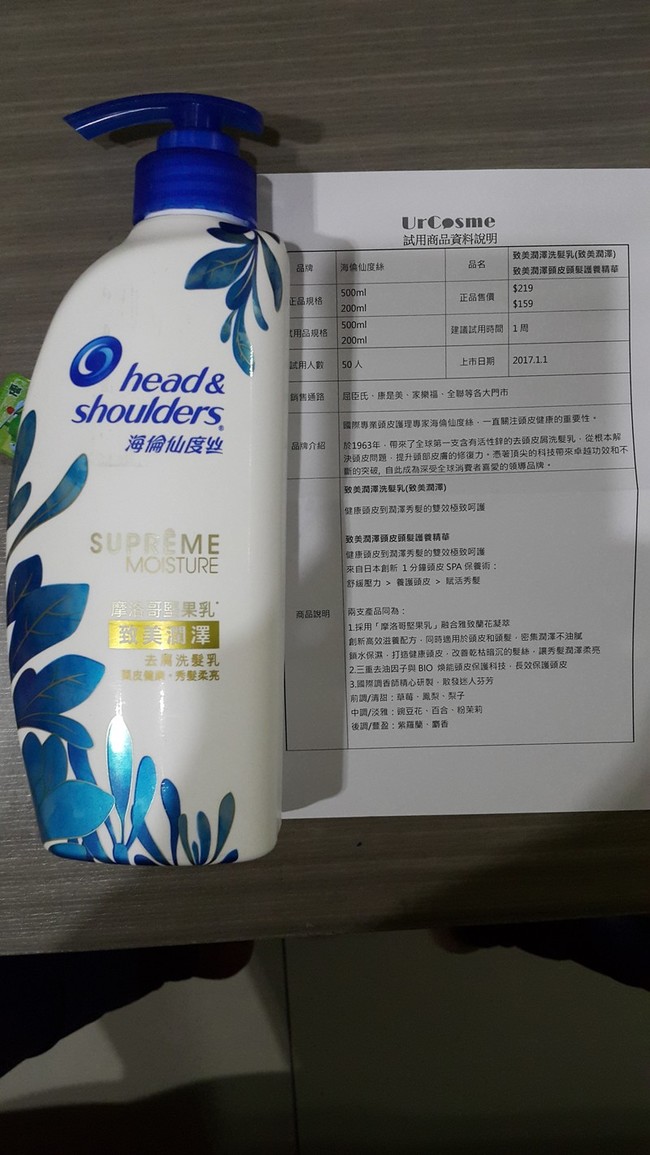 head &
shoulders
海倫仙度絲
SUPRÊME
MOISTURE
摩洛哥堅果乳
致美潤澤
去屑洗髮乳
頭皮健康・秀髮柔亮
UrCosme
試用商品資料說明
品牌
海倫仙度絲
品名
致美潤澤洗髮乳(致美潤澤)
致美潤澤頭皮頭髮護養精華
正品規格
500ml
200ml
正品售價
$219
$159
試用品規格
500ml
200ml
建議試用時間
1 周
試用人數
50 人
上市日期
2017.1.1
銷售通路
屈臣氏、康是美、家樂福、全聯等各大門市
品牌介紹
國際專業頭皮護理專家海倫仙度絲，一直關注頭皮健康的重要性。
於1963年，帶來了全球第一支含有活性鋅的去頭皮屑洗髮乳，從根本解
決頭皮問題，提升頭部皮膚的修復力。憑著頂尖的科技帶來卓越功效和不
斷的突破, 自此成為深受全球消費者喜愛的領導品牌。
商品說明
致美潤澤洗髮乳(致美潤澤)
健康頭皮到潤澤秀髮的雙效極致呵護
致美潤澤頭皮頭髮護養精華
健康頭皮到潤澤秀髮的雙效極致呵護
來自日本創新 1 分鐘頭皮 SPA 保養術：
舒緩壓力 > 養護頭皮 > 賦活秀髮
兩支產品同為：
1.採用「摩洛哥堅果乳」融合雅致蘭花凝萃
創新高效滋養配方，同時適用於頭皮和頭髮，密集潤澤不油膩
鎖水保濕，打造健康頭皮，改善乾枯暗沉的髮絲，讓秀髮潤澤柔亮
2.三重去油因子與 BIO 煥能頭皮保護科技，長效保護頭皮
3.國際調香師精心研製，散發迷人芬芳
前調/清甜：草莓、鳳梨、梨子
中調/淡雅：豌豆花、百合、粉茉莉
後調/豐盈：紫羅蘭、麝香